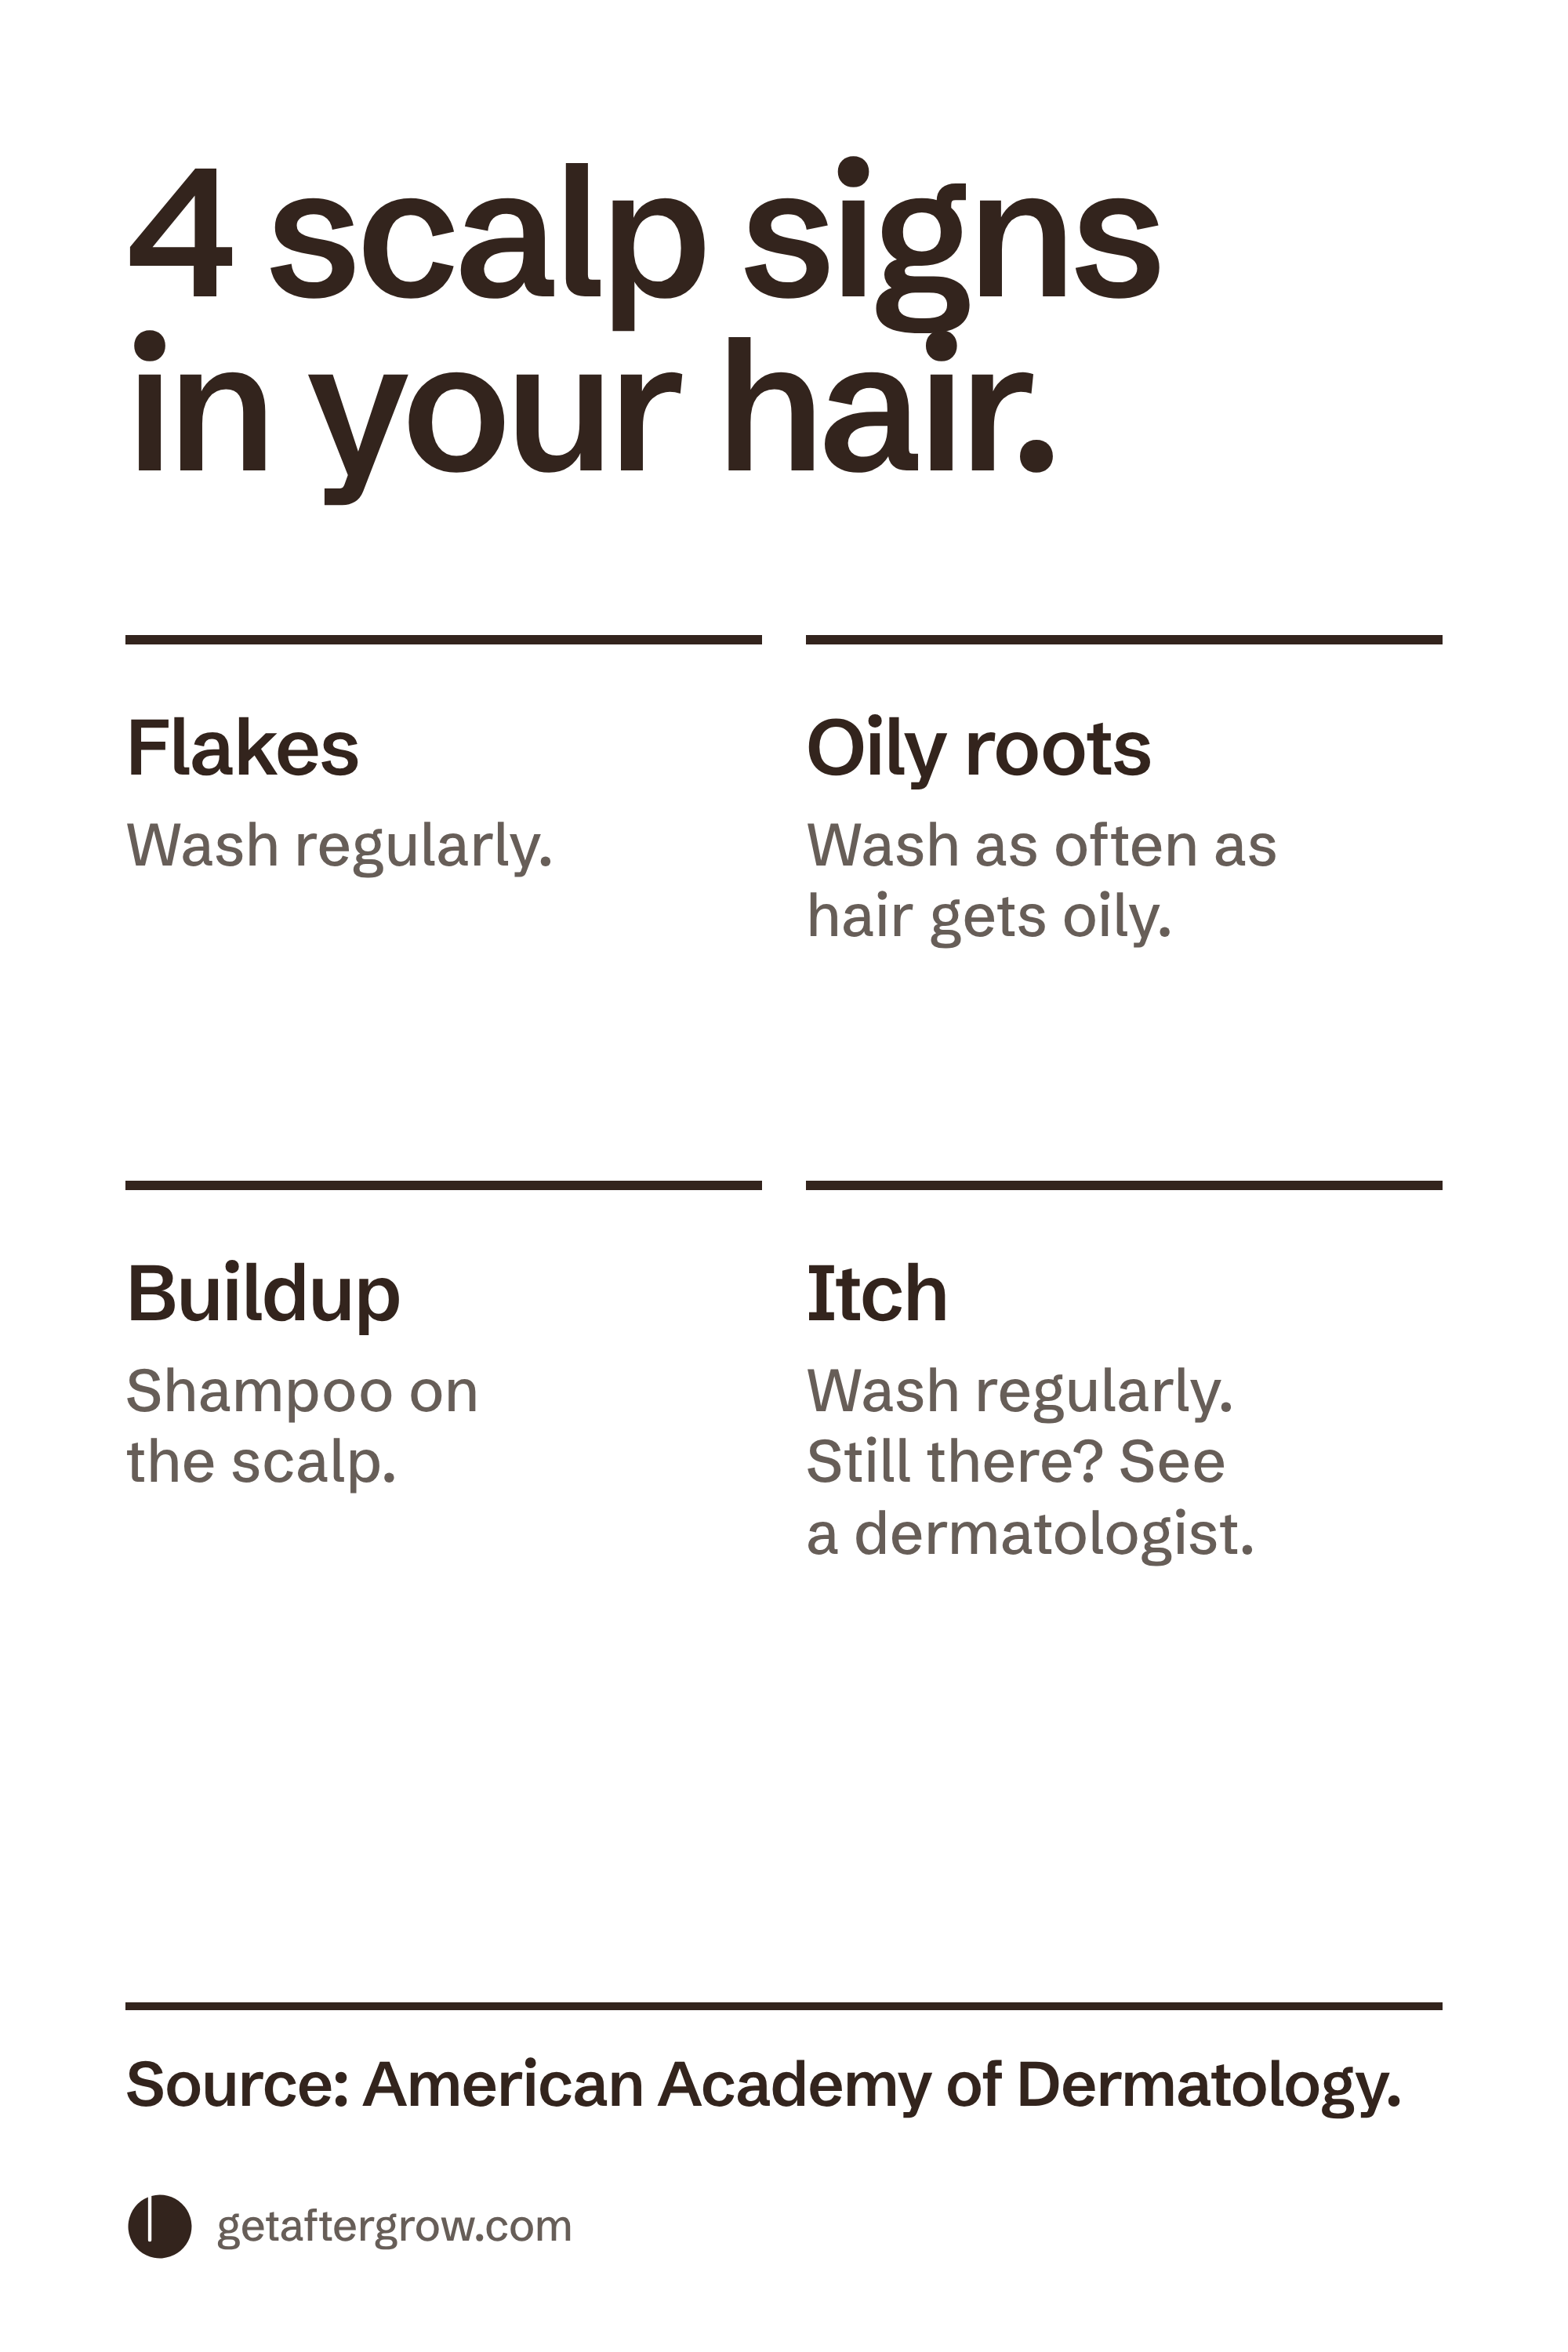 4 scalp signs
in your hair.
Flakes
Wash regularly.
Oily roots
Wash as often as
hair gets oily.
Buildup
Shampoo on
the scalp.
Itch
Wash regularly.
Still there? See
a dermatologist.
Source: American Academy of Dermatology.
getaftergrow.com